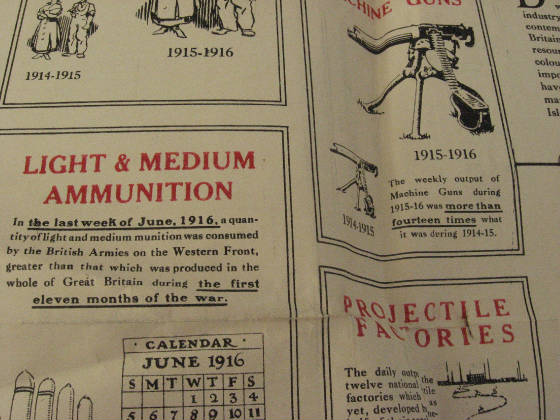 1914-1915
1915-1916
LIGHT & MEDIUM
AMMUNITION
In the last week of June, 1916, a quan-
tity of light and medium munition was consumed
by the British Armies on the Western Front,
greater than that which was produced in the
whole of Great Britain during the first
eleven months of the war.
· CALENDAR ·
JUNE 1916
S M T W T F S
1 2 3 4
5 6 7 8 9 10 11
MACHINE GUNS
1915-1916
1914-1915
The weekly output of
Machine Guns during
1915-16 was more than
fourteen times what
it was during 1914-15.
PROJECTILE
FACTORIES
The daily outp the
twelve national tile
factories which
yet, developed
industry
contem
Britain
resour
colou
impo
have
ma
Isl